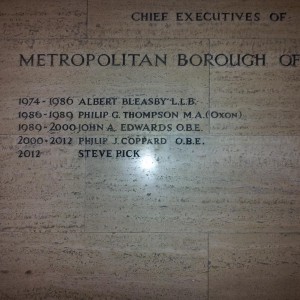 CHIEF EXECUTIVES OF
METROPOLITAN BOROUGH OF
1974 - 1986 ALBERT BLEASBY L.L.B.
1986 - 1989 PHILIP G. THOMPSON M.A. (Oxon)
1989 - 2000 JOHN A. EDWARDS O.B.E.
2000 - 2012 PHILIP J. COPPARD O.B.E.
2012 STEVE PICK